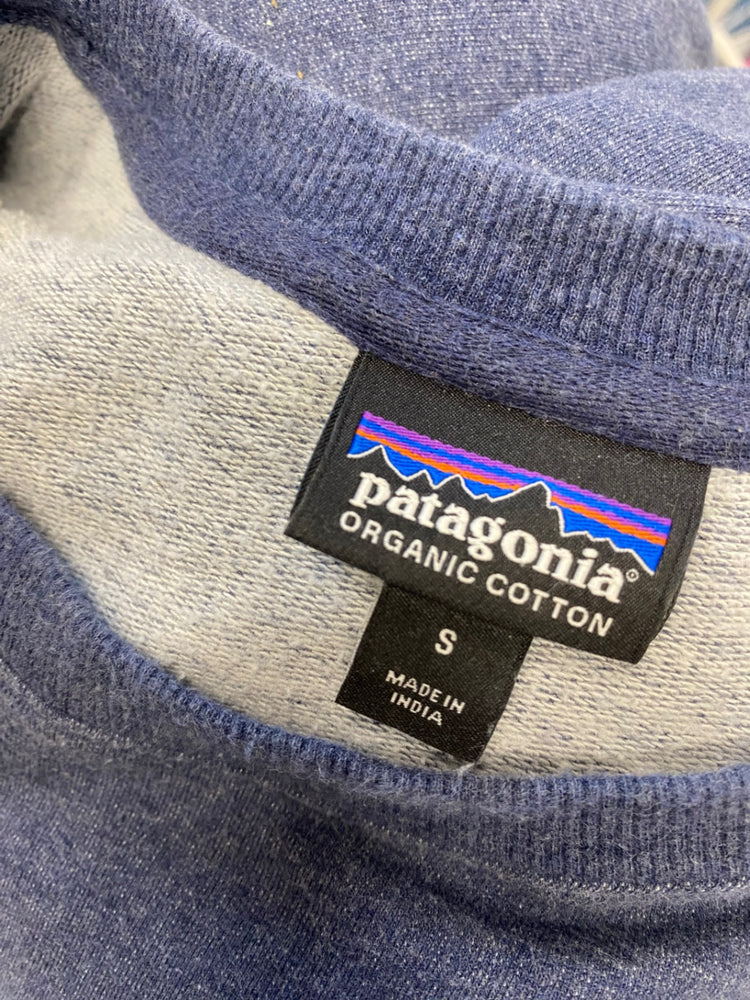 patagonia®
ORGANIC COTTON
S
MADE IN
INDIA